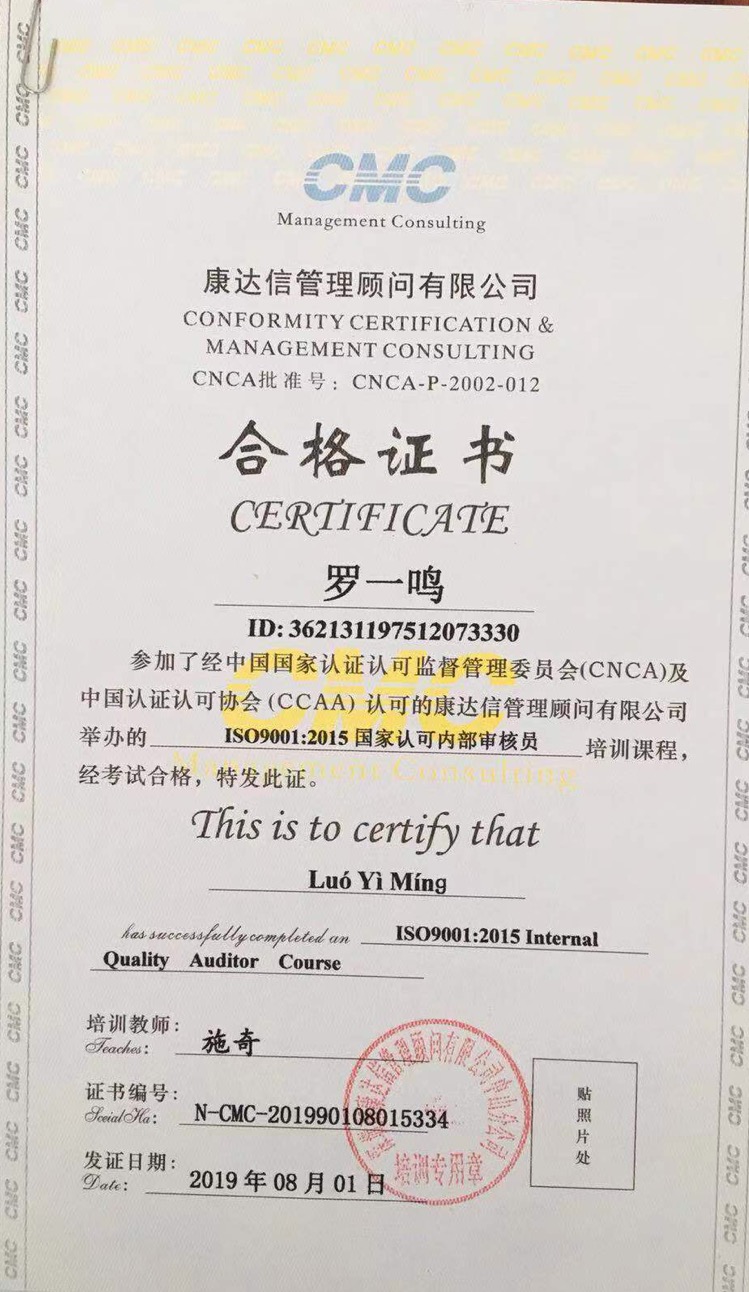 CMC
Management Consulting
康达信管理顾问有限公司
CONFORMITY CERTIFICATION &
MANAGEMENT CONSULTING
CNCA批准号：CNCA-P-2002-012
合格证书
CERTIFICATE
罗一鸣
ID: 362131197512073330
参加了经中国国家认证认可监督管理委员会(CNCA)及
中国认证认可协会(CCAA)认可的康达信管理顾问有限公司
举办的 ISO9001:2015 国家认可内部审核员 培训课程，
经考试合格，特发此证。
CMC
Management Consulting
This is to certify that
Luó Yì Míng
has successfully completed an ISO9001:2015 Internal
Quality Auditor Course
培训教师：施奇
Teaches:
证书编号：N-CMC-201990108015334
Sceial Ha:
发证日期：2019 年 08 月 01 日
Date:
培训专用章
贴
照
片
处